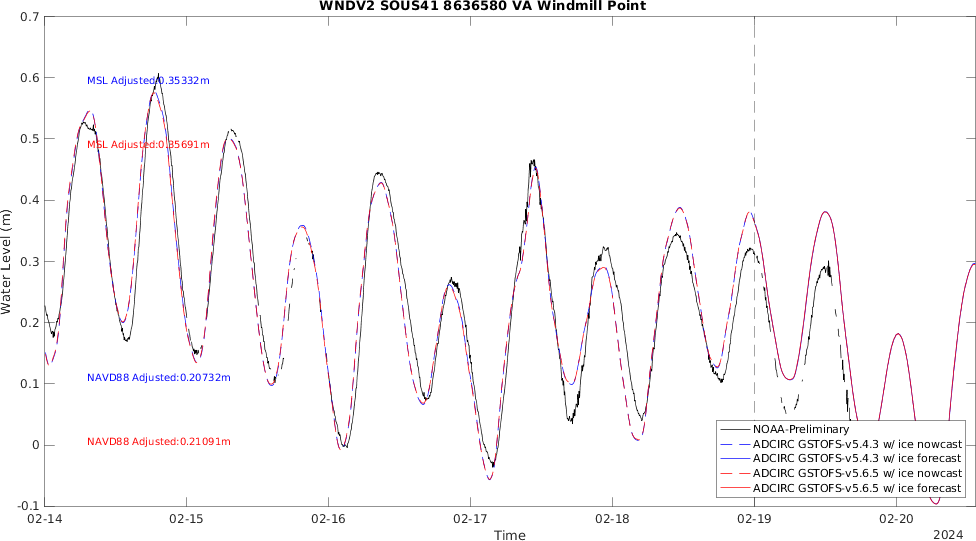 WNDV2 SOUS41 8636580 VA Windmill Point
0.7
0.6
0.5
0.4
0.3
0.2
0.1
0
-0.1
Water Level (m)
MSL Adjusted:0.35332m
MSL Adjusted:0.35691m
NAVD88 Adjusted:0.20732m
NAVD88 Adjusted:0.21091m
NOAA-Preliminary
ADCIRC GSTOFS-v5.4.3 w/ ice nowcast
ADCIRC GSTOFS-v5.4.3 w/ ice forecast
ADCIRC GSTOFS-v5.6.5 w/ ice nowcast
ADCIRC GSTOFS-v5.6.5 w/ ice forecast
02-14 02-15 02-16 02-17 02-18 02-19 02-20
Time
2024